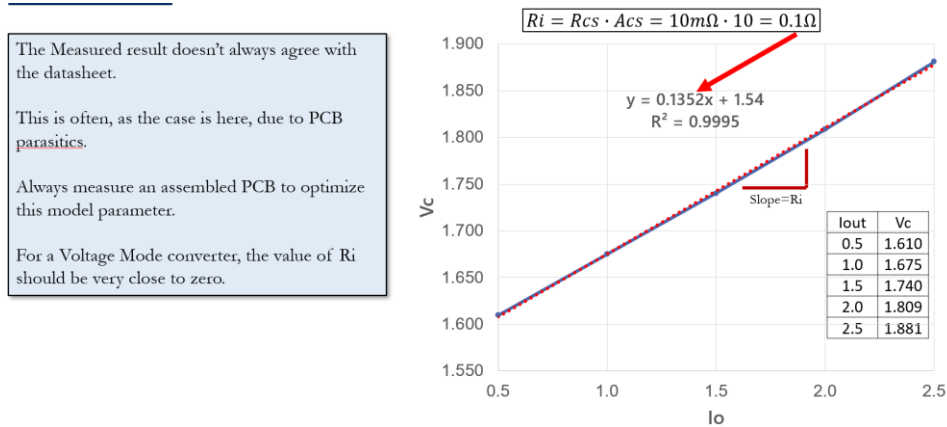 The Measured result doesn't always agree with
the datasheet.
This is often, as the case is here, due to PCB
parasitics.
Always measure an assembled PCB to optimize
this model parameter.
For a Voltage Mode converter, the value of Ri
should be very close to zero.
Ri = Rcs · Acs = 10mΩ · 10 = 0.1Ω
y = 0.1352x + 1.54
R² = 0.9995
Slope=Ri
Vc
1.900
1.850
1.800
1.750
1.700
1.650
1.600
1.550
0.5 1.0 1.5 2.0 2.5
Io
Iout Vc
0.5 1.610
1.0 1.675
1.5 1.740
2.0 1.809
2.5 1.881